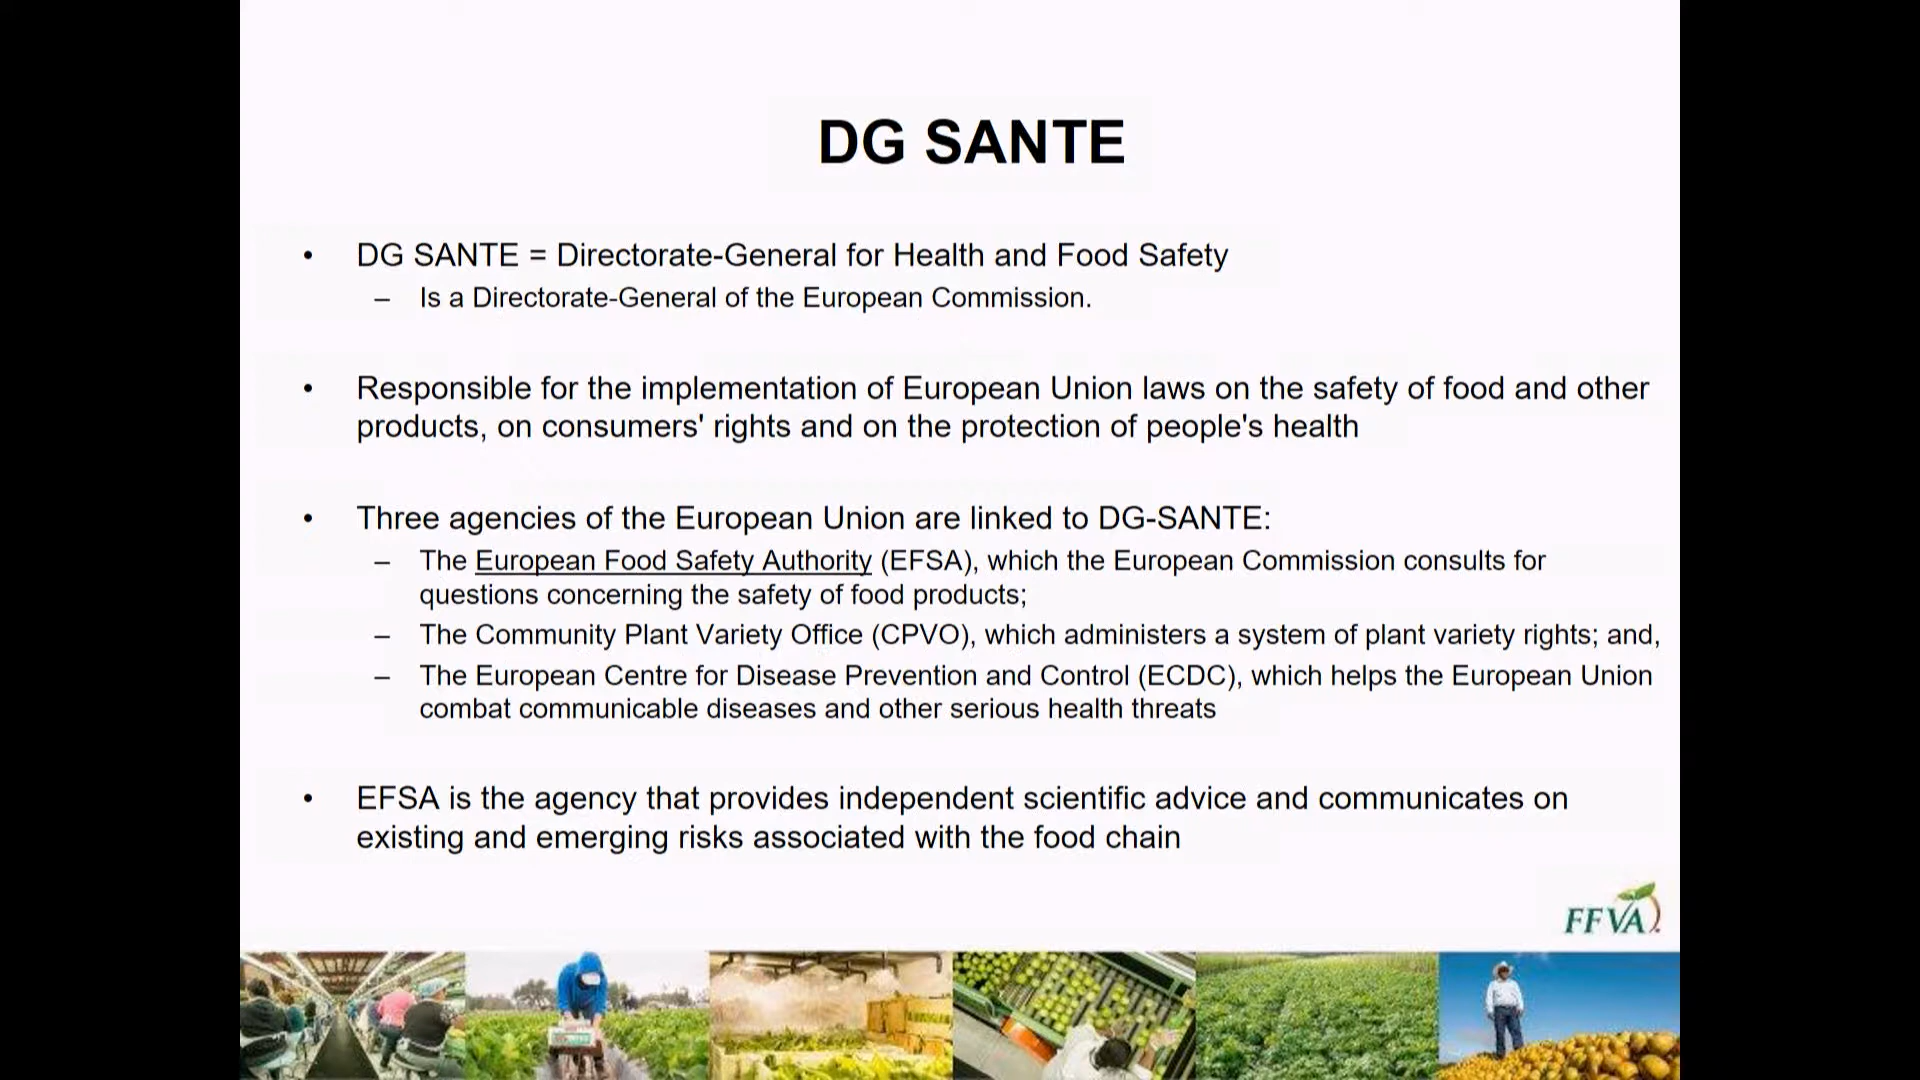 DG SANTE
• DG SANTE = Directorate-General for Health and Food Safety
– Is a Directorate-General of the European Commission.
• Responsible for the implementation of European Union laws on the safety of food and other
products, on consumers' rights and on the protection of people's health
• Three agencies of the European Union are linked to DG-SANTE:
– The European Food Safety Authority (EFSA), which the European Commission consults for
questions concerning the safety of food products;
– The Community Plant Variety Office (CPVO), which administers a system of plant variety rights; and,
– The European Centre for Disease Prevention and Control (ECDC), which helps the European Union
combat communicable diseases and other serious health threats
• EFSA is the agency that provides independent scientific advice and communicates on
existing and emerging risks associated with the food chain
FFVA